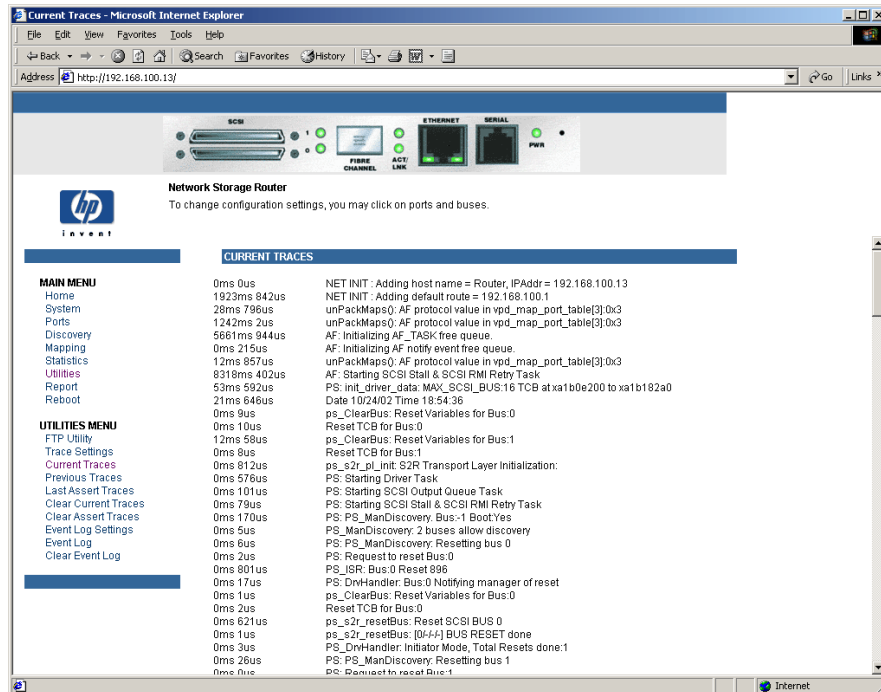 Current Traces - Microsoft Internet Explorer
File Edit View Favorites Tools Help
Back Search Favorites History
Address http://192.168.100.13/ Go Links »
SCSI ETHERNET SERIAL
1
0
FIBRE CHANNEL
ACT/ LNK
PWR
hp
invent
Network Storage Router
To change configuration settings, you may click on ports and buses.
MAIN MENU
Home
System
Ports
Discovery
Mapping
Statistics
Utilities
Report
Reboot
UTILITIES MENU
FTP Utility
Trace Settings
Current Traces
Previous Traces
Last Assert Traces
Clear Current Traces
Clear Assert Traces
Event Log Settings
Event Log
Clear Event Log
CURRENT TRACES
0ms 0us NET INIT : Adding host name = Router, IPAddr = 192.168.100.13
1923ms 842us NET INIT : Adding default route = 192.168.100.1
28ms 796us unPackMaps(): AF protocol value in vpd_map_port_table[3]:0x3
1242ms 2us unPackMaps(): AF protocol value in vpd_map_port_table[3]:0x3
5661ms 944us AF: Initializing AF_TASK free queue.
0ms 215us AF: Initializing AF notify event free queue.
12ms 857us unPackMaps(): AF protocol value in vpd_map_port_table[3]:0x3
8318ms 402us AF: Starting SCSI Stall & SCSI RMI Retry Task
53ms 592us PS: init_driver_data: MAX_SCSI_BUS:16 TCB at xa1b0e200 to xa1b182a0
21ms 646us Date 10/24/02 Time 18:54:36
0ms 9us ps_ClearBus: Reset Variables for Bus:0
0ms 10us Reset TCB for Bus:0
12ms 58us ps_ClearBus: Reset Variables for Bus:1
0ms 8us Reset TCB for Bus:1
0ms 812us ps_s2r_pl_init: S2R Transport Layer Initialization:
0ms 576us PS: Starting Driver Task
0ms 101us PS: Starting SCSI Output Queue Task
0ms 79us PS: Starting SCSI Stall & SCSI RMI Retry Task
0ms 170us PS: PS_ManDiscovery. Bus:-1 Boot:Yes
0ms 5us PS_ManDiscovery: 2 buses allow discovery
0ms 6us PS: PS_ManDiscovery: Resetting bus 0
0ms 2us PS: Request to reset Bus:0
0ms 801us PS_ISR: Bus:0 Reset 896
0ms 17us PS: DrvHandler: Bus:0 Notifying manager of reset
0ms 1us ps_ClearBus: Reset Variables for Bus:0
0ms 2us Reset TCB for Bus:0
0ms 621us ps_s2r_resetBus: Reset SCSI BUS 0
0ms 1us ps_s2r_resetBus: [0/-/-/-] BUS RESET done
0ms 3us PS_DrvHandler: Initiator Mode, Total Resets done:1
0ms 26us PS: PS_ManDiscovery: Resetting bus 1
0ms 0us PS: Request to reset Bus:1
Internet